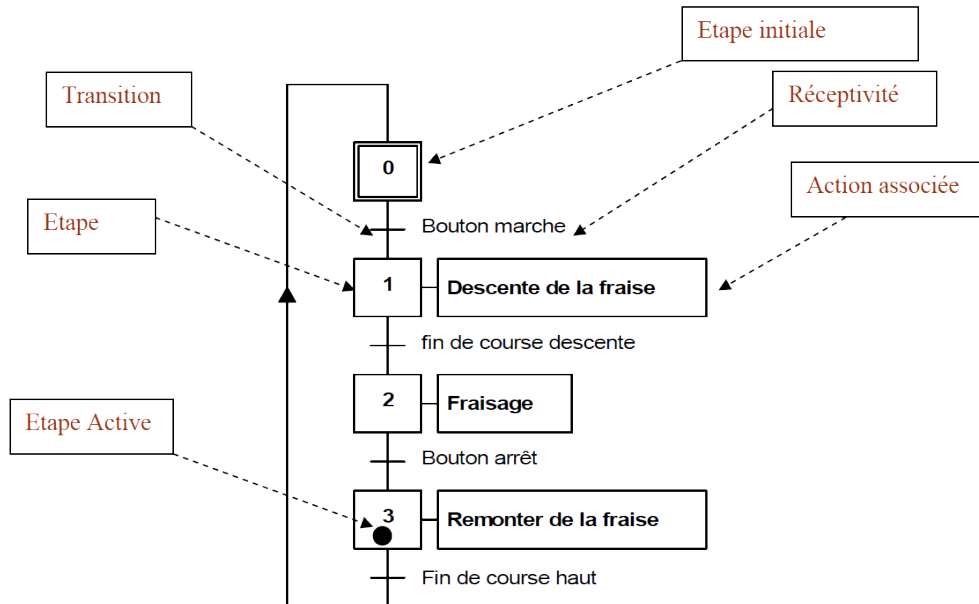 Etape initiale
Transition
Réceptivité
0
Action associée
Etape
Bouton marche
1
Descente de la fraise
fin de course descente
2
Fraisage
Etape Active
Bouton arrêt
3
Remonter de la fraise
Fin de course haut